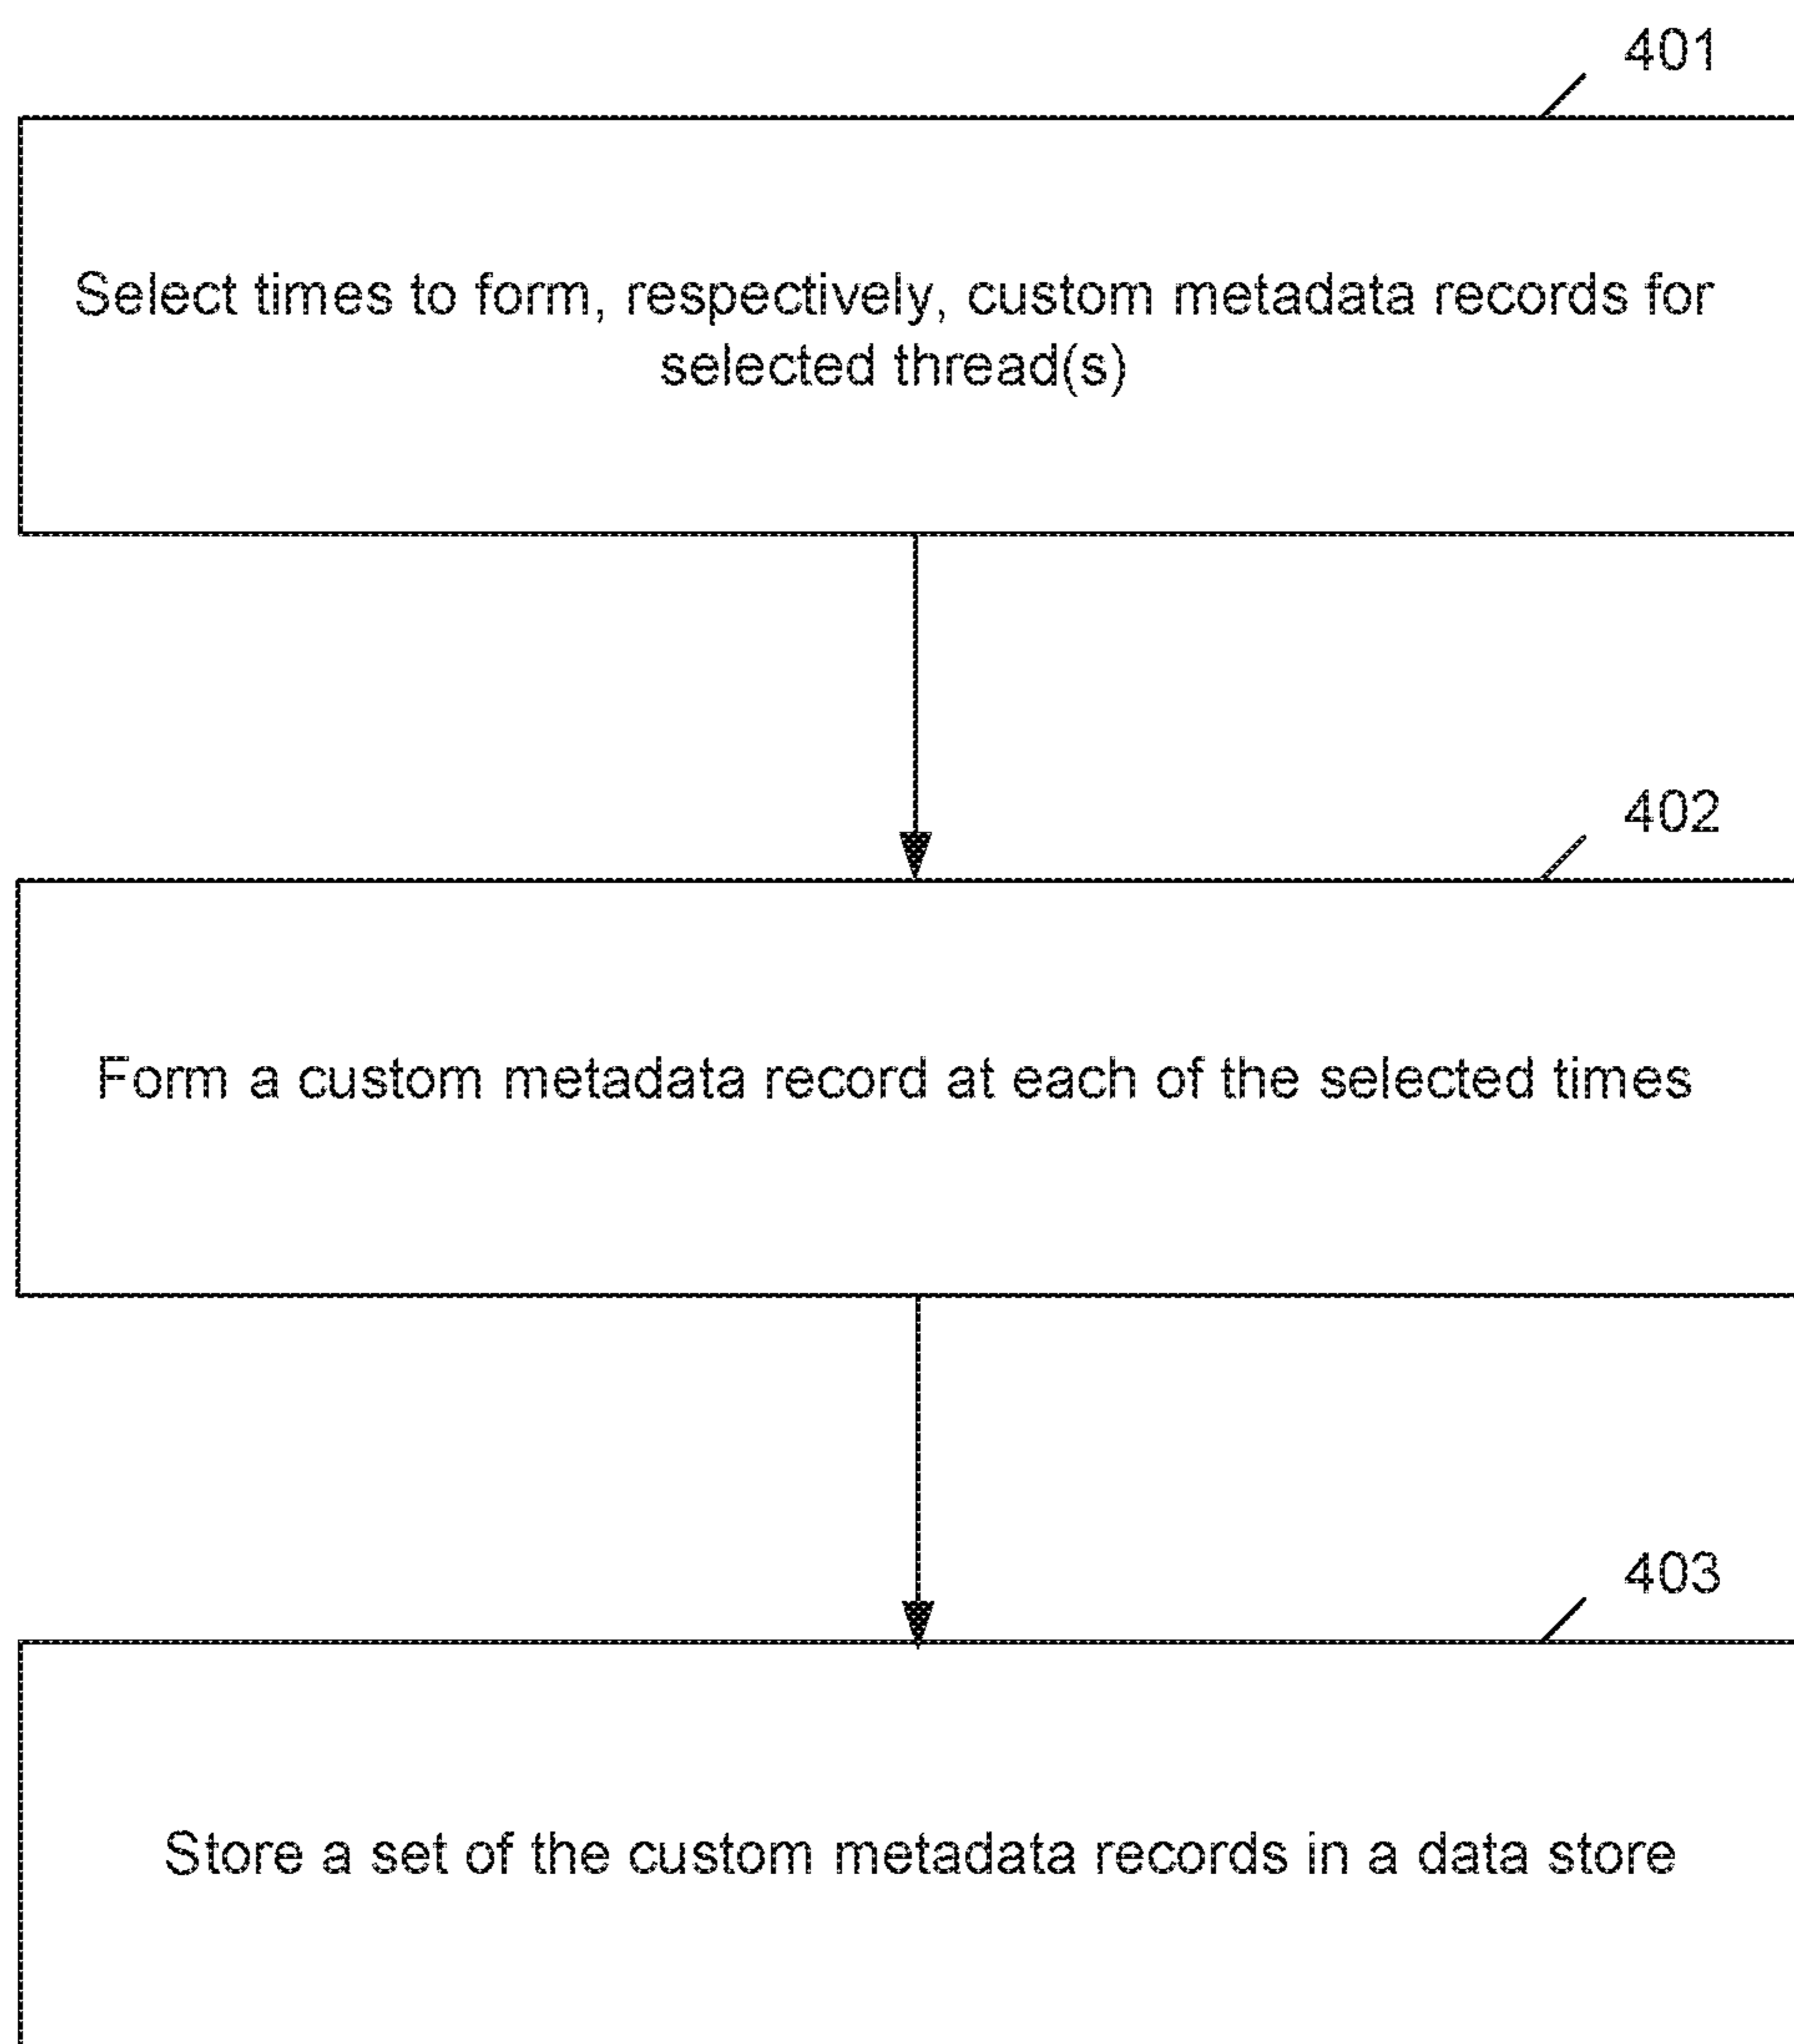 401
Select times to form, respectively, custom metadata records for
selected thread(s)
402
Form a custom metadata record at each of the selected times
403
Store a set of the custom metadata records in a data store